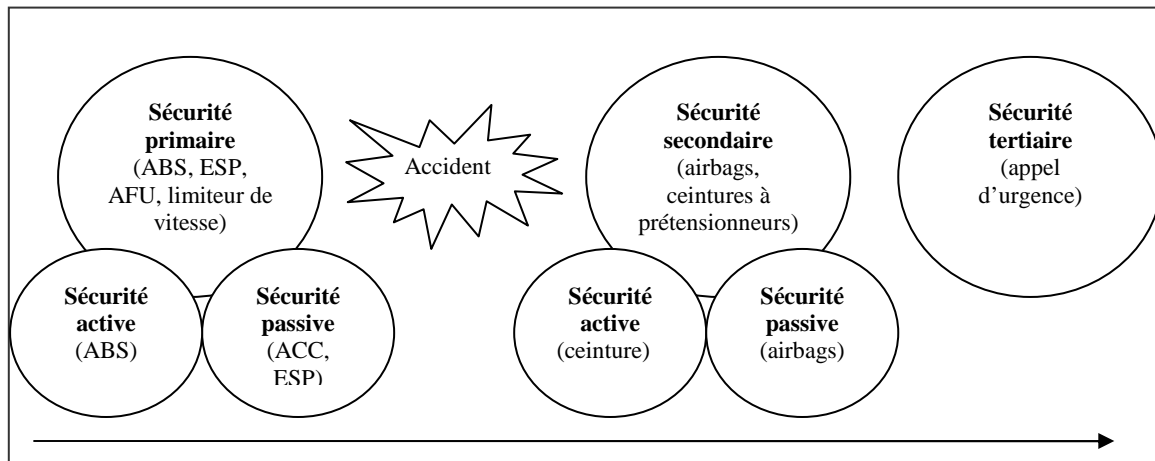 Sécurité
primaire
(ABS, ESP,
AFU, limiteur de
vitesse)
Accident
Sécurité
secondaire
(airbags,
ceintures à
prétensionneurs)
Sécurité
tertiaire
(appel
d’urgence)
Sécurité
active
(ABS)
Sécurité
passive
(ACC,
ESP)
Sécurité
active
(ceinture)
Sécurité
passive
(airbags)